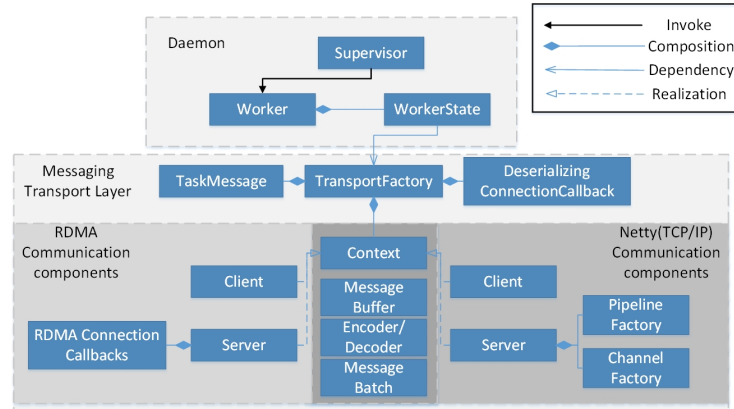 Daemon
Supervisor
Worker
WorkerState
Invoke
Composition
Dependency
Realization
Messaging
Transport Layer
TaskMessage
TransportFactory
Deserializing
ConnectionCallback
RDMA
Communication
components
Client
RDMA Connection
Callbacks
Server
Context
Message
Buffer
Encoder/
Decoder
Message
Batch
Netty(TCP/IP)
Communication
components
Client
Server
Pipeline
Factory
Channel
Factory